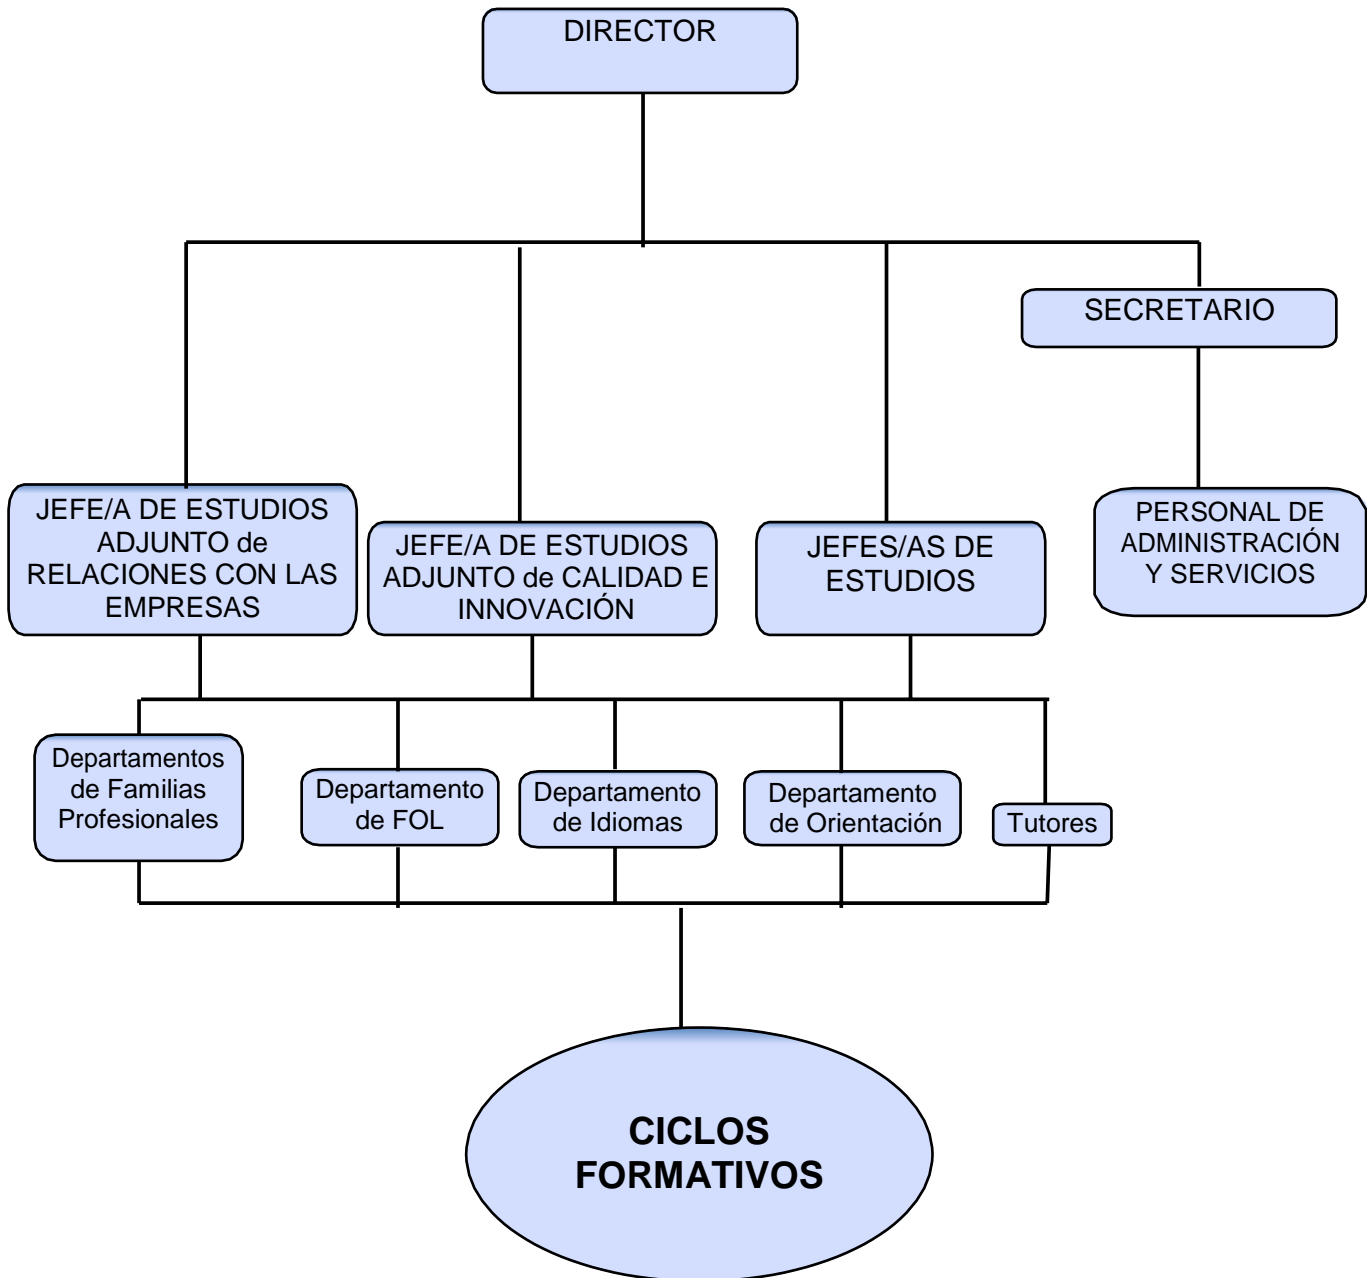 DIRECTOR
SECRETARIO
JEFE/A DE ESTUDIOS
ADJUNTO de
RELACIONES CON LAS
EMPRESAS
JEFE/A DE ESTUDIOS
ADJUNTO de CALIDAD E
INNOVACIÓN
JEFES/AS DE
ESTUDIOS
PERSONAL DE
ADMINISTRACIÓN
Y SERVICIOS
Departamentos
de Familias
Profesionales
Departamento
de FOL
Departamento
de Idiomas
Departamento
de Orientación
Tutores
CICLOS
FORMATIVOS